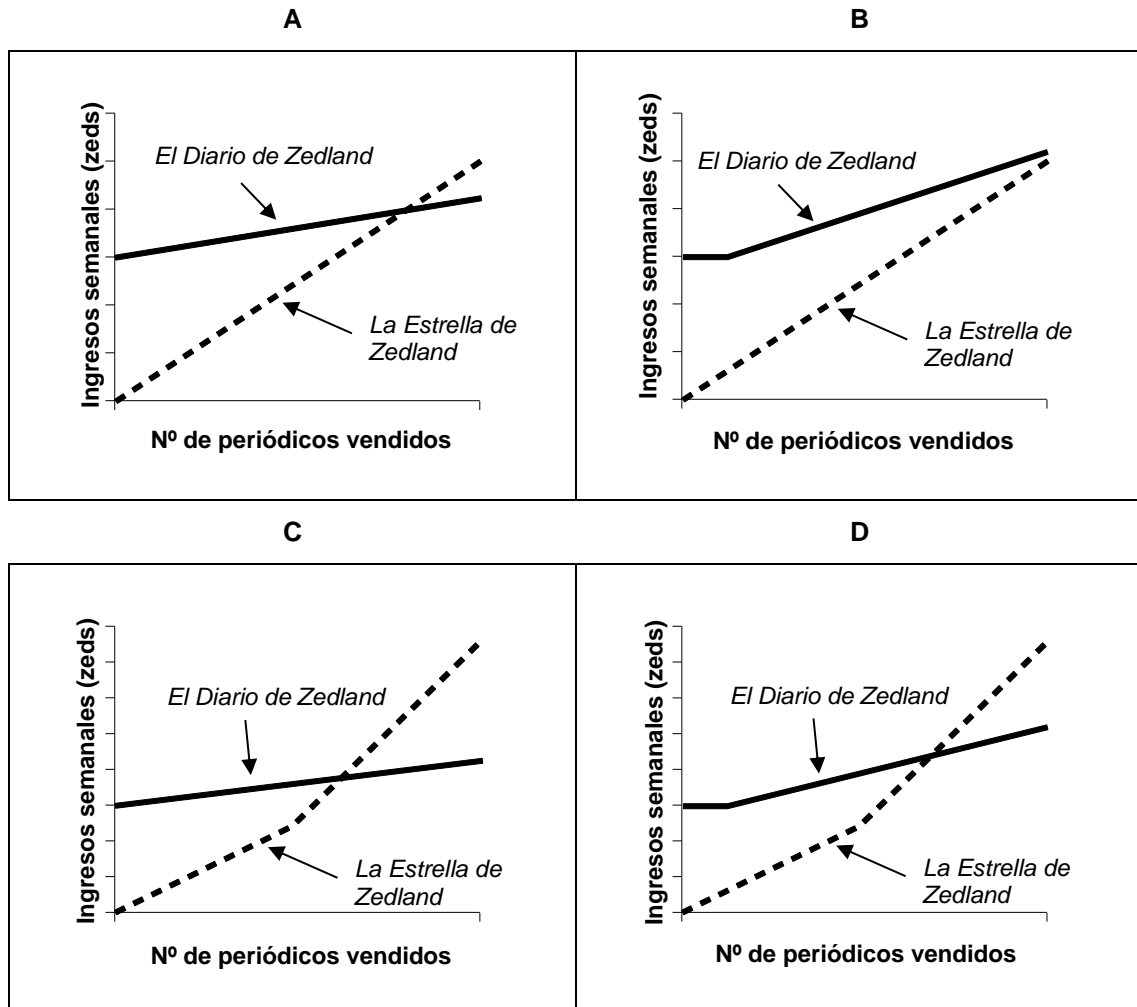 A
B
Ingresos semanales (zeds)
El Diario de Zedland
La Estrella de
Zedland
Nº de periódicos vendidos
Ingresos semanales (zeds)
El Diario de Zedland
La Estrella de
Zedland
Nº de periódicos vendidos
C
D
Ingresos semanales (zeds)
El Diario de Zedland
La Estrella de
Zedland
Nº de periódicos vendidos
Ingresos semanales (zeds)
El Diario de Zedland
La Estrella de
Zedland
Nº de periódicos vendidos